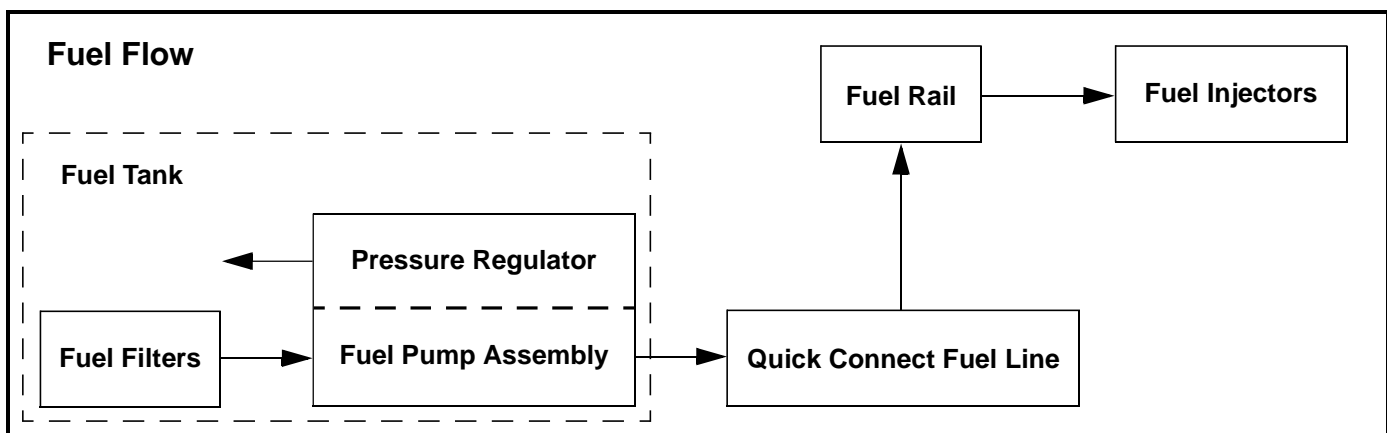 Fuel Flow
Fuel Rail
Fuel Injectors
Fuel Tank
Pressure Regulator
Fuel Filters
Fuel Pump Assembly
Quick Connect Fuel Line